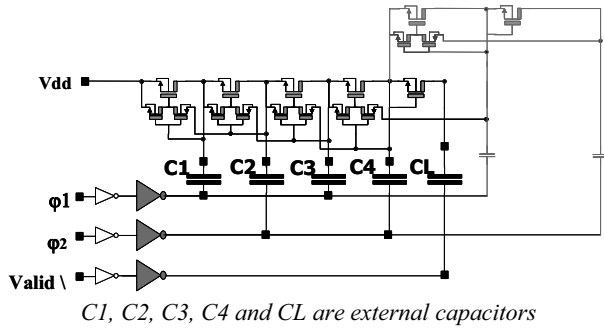 Vdd
C1 C2 C3 C4 CL
φ1
φ2
Valid \
C1, C2, C3, C4 and CL are external capacitors